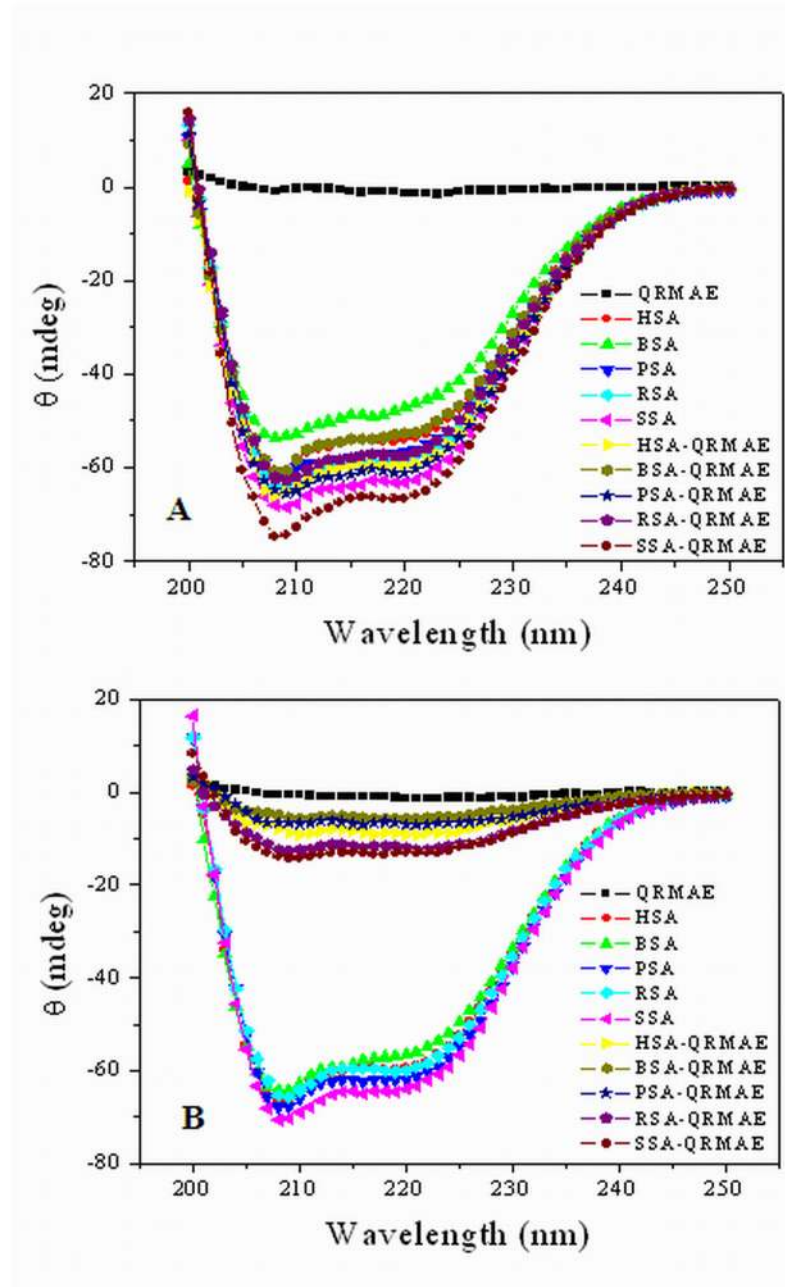 20
0
-20
-40
-60
-80
θ (mdeg)
QRMAE
HSA
BSA
PSA
RSA
SSA
HSA-QRMAE
BSA-QRMAE
PSA-QRMAE
RSA-QRMAE
SSA-QRMAE
A
200 210 220 230 240 250
Wavelength (nm)
20
0
-20
-40
-60
-80
θ (mdeg)
QRMAE
HSA
BSA
PSA
RSA
SSA
HSA-QRMAE
BSA-QRMAE
PSA-QRMAE
RSA-QRMAE
SSA-QRMAE
B
200 210 220 230 240 250
Wavelength (nm)